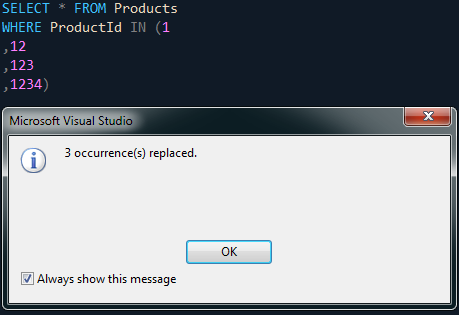 SELECT * FROM Products
WHERE ProductId IN (1
,12
,123
,1234)
Microsoft Visual Studio
3 occurrence(s) replaced.
OK
Always show this message